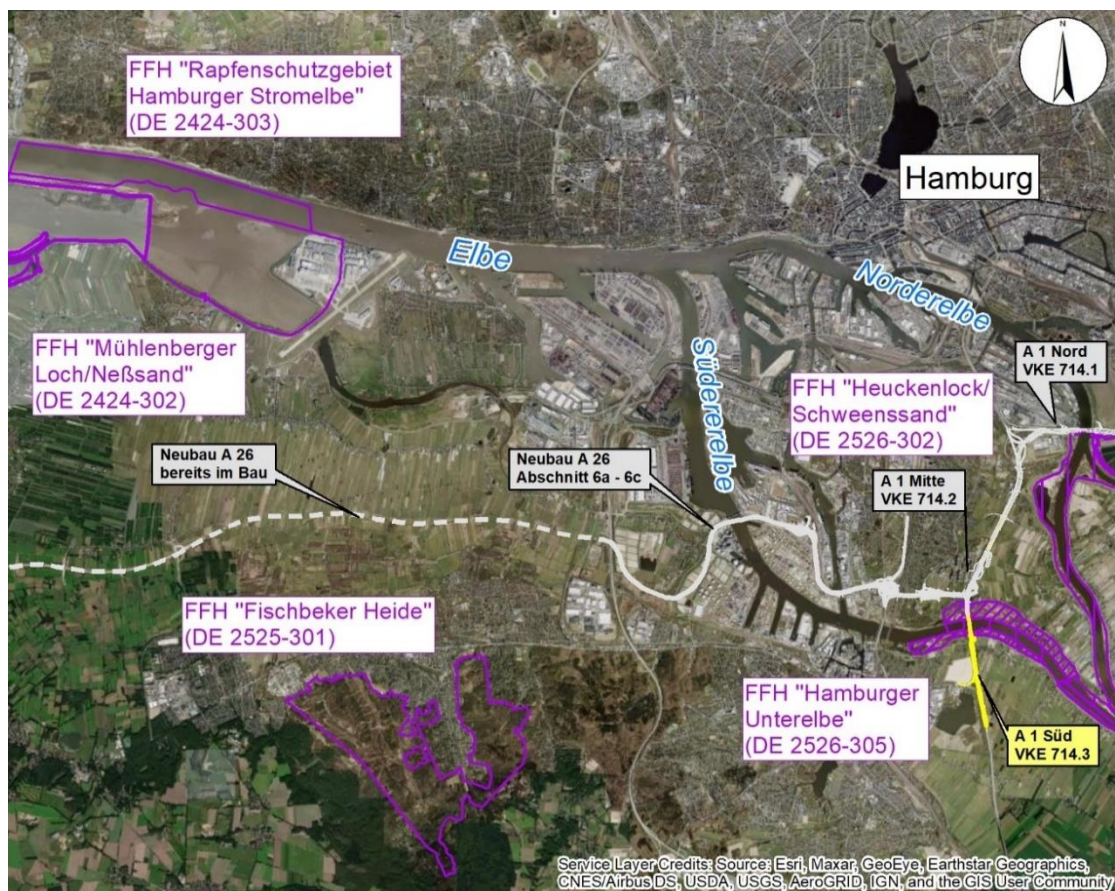 N
FFH "Rapfenschutzgebiet
Hamburger Stromelbe"
(DE 2424-303)
Hamburg
Elbe
Norderelbe
Süderelbe
FFH "Mühlenberger
Loch/Neßsand"
(DE 2424-302)
A 1 Nord
VKE 714.1
FFH "Heuckenlock/
Schweenssand"
(DE 2526-302)
Neubau A 26
bereits im Bau
Neubau A 26
Abschnitt 6a - 6c
A 1 Mitte
VKE 714.2
FFH "Fischbeker Heide"
(DE 2525-301)
FFH "Hamburger
Unterelbe"
(DE 2526-305)
A 1 Süd
VKE 714.3
Service Layer Credits: Source: Esri, Maxar, GeoEye, Earthstar Geographics,
CNES/Airbus DS, USDA, USGS, AeroGRID, IGN, and the GIS User Community